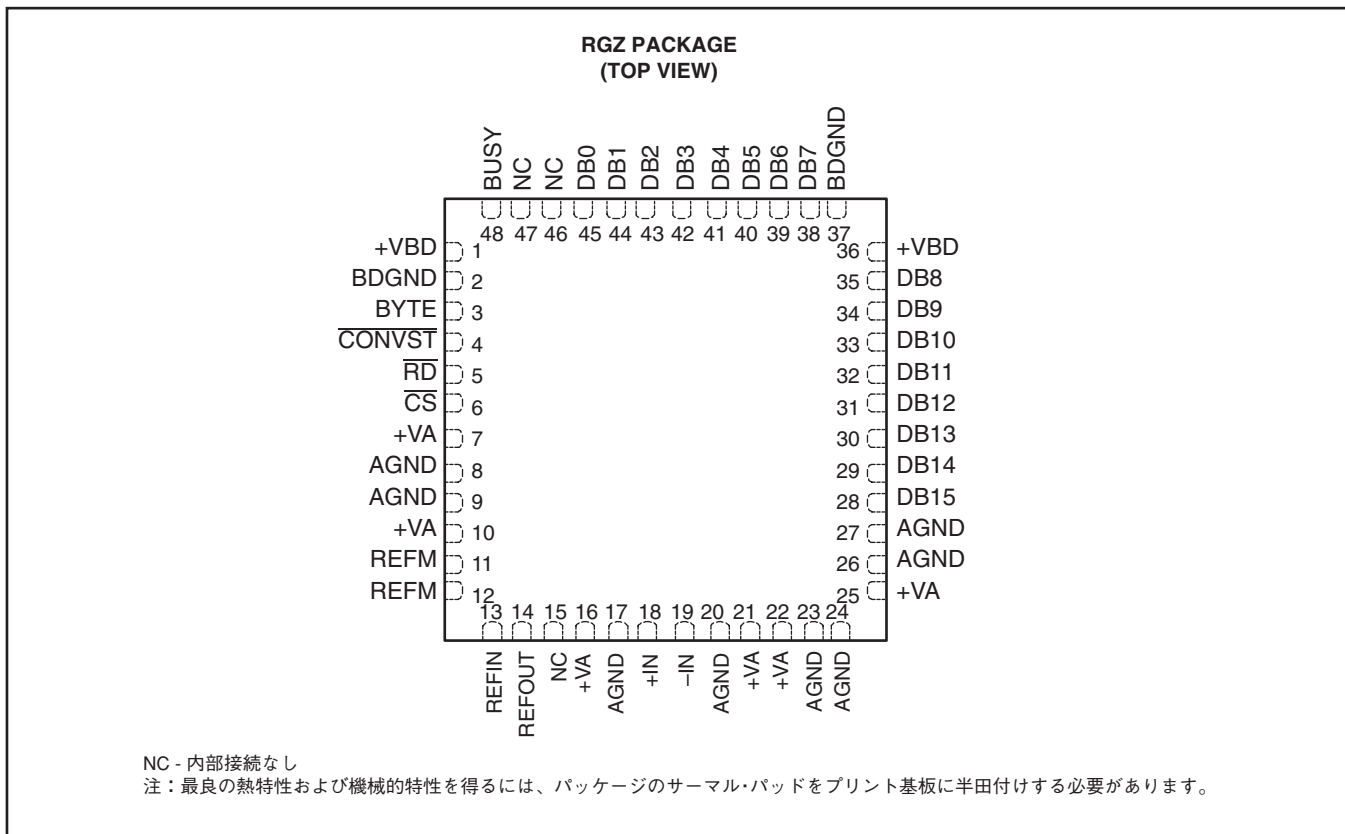 RGZ PACKAGE
(TOP VIEW)
BUSY NC NC DB0 DB1 DB2 DB3 DB4 DB5 DB6 DB7 BDGND
48 47 46 45 44 43 42 41 40 39 38 37
+VBD 1 36 +VBD
BDGND 2 35 DB8
BYTE 3 34 DB9
CONVST 4 33 DB10
RD 5 32 DB11
CS 6 31 DB12
+VA 7 30 DB13
AGND 8 29 DB14
AGND 9 28 DB15
+VA 10 27 AGND
REFM 11 26 AGND
REFM 12 25 +VA
13 14 15 16 17 18 19 20 21 22 23 24
REFIN REFOUT NC +VA AGND +IN –IN AGND +VA +VA AGND AGND
NC - 内部接続なし
注：最良の熱特性および機械的特性を得るには、パッケージのサーマル・パッドをプリント基板に半田付けする必要があります。